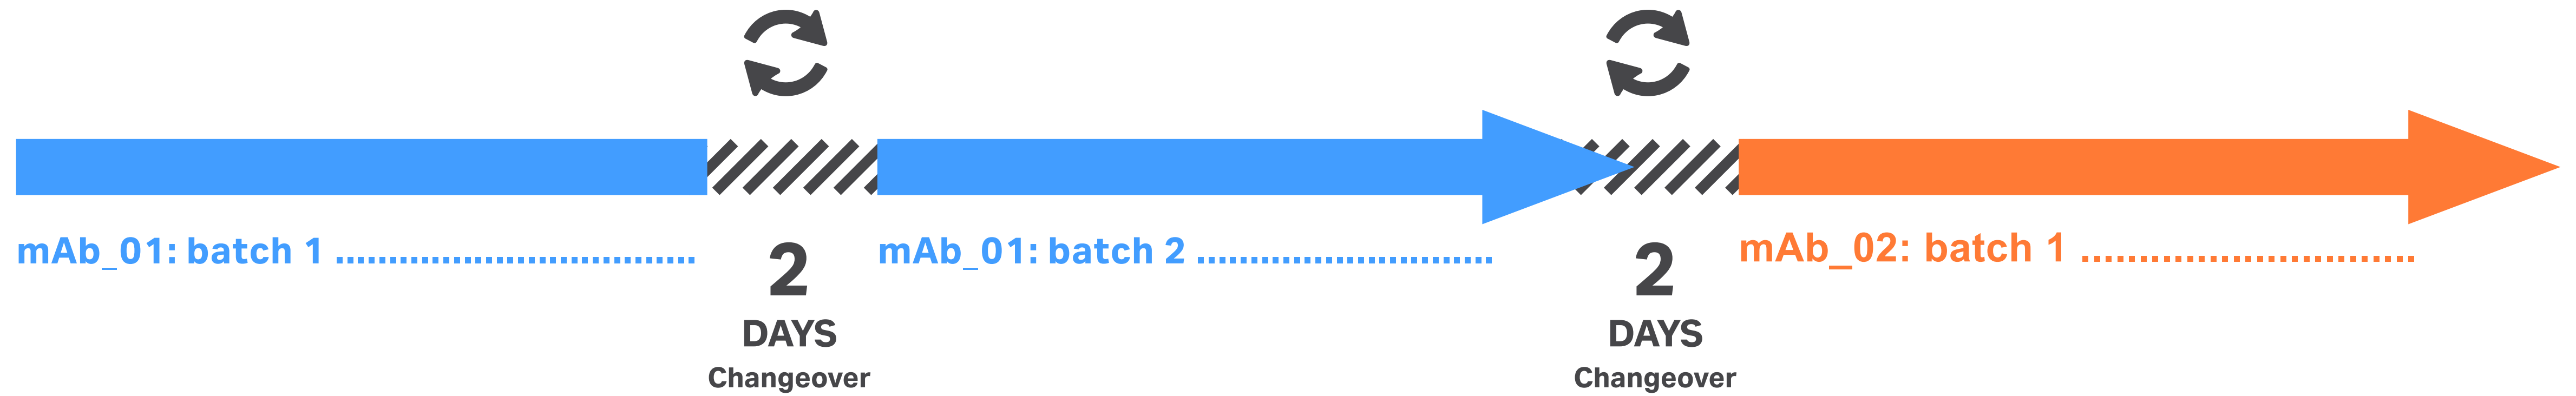 mAb_01: batch 1 .................................
2
DAYS
Changeover
mAb_01: batch 2 ...........................
2
DAYS
Changeover
mAb_02: batch 1 .............................